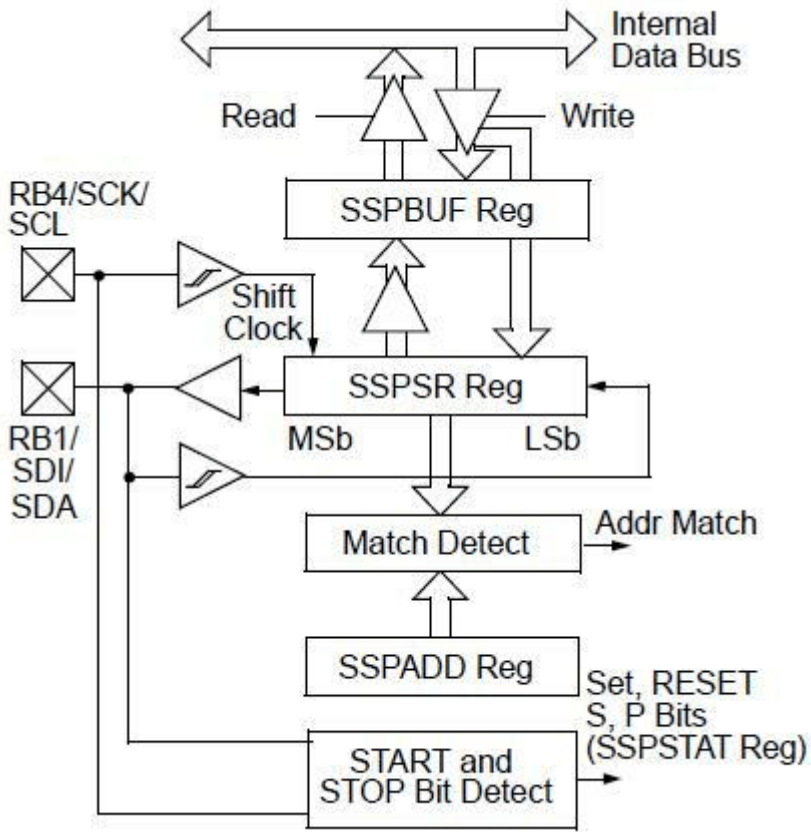 Internal
Data Bus
Read
Write
SSPBUF Reg
RB4/SCK/
SCL
Shift
Clock
SSPSR Reg
MSb
LSb
RB1/
SDI/
SDA
Match Detect
Addr Match
SSPADD Reg
Set, RESET
S, P Bits
(SSPSTAT Reg)
START and
STOP Bit Detect